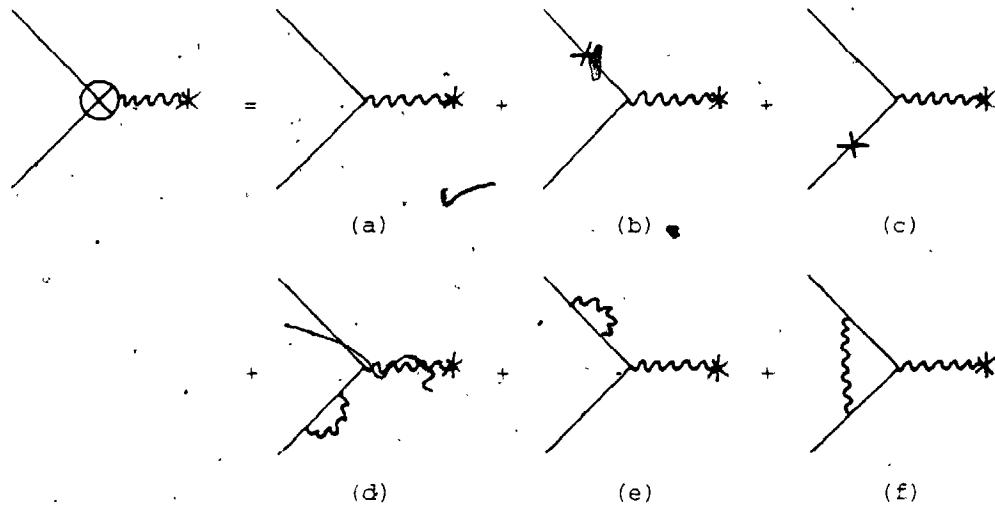 = + +
(a) (b) (c)
+ + +
(d) (e) (f)